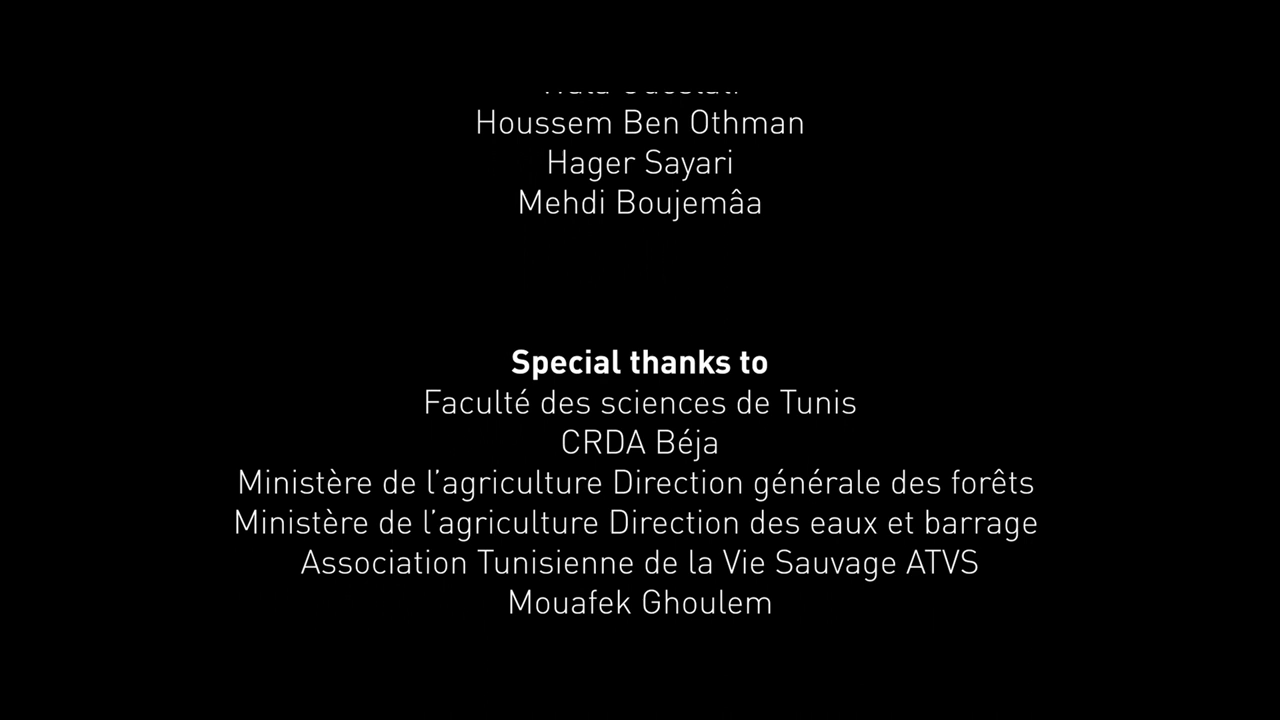 Houssem Ben Othman
Hager Sayari
Mehdi Boujemâa
Special thanks to
Faculté des sciences de Tunis
CRDA Béja
Ministère de l’agriculture Direction générale des forêts
Ministère de l’agriculture Direction des eaux et barrage
Association Tunisienne de la Vie Sauvage ATVS
Mouafek Ghoulem